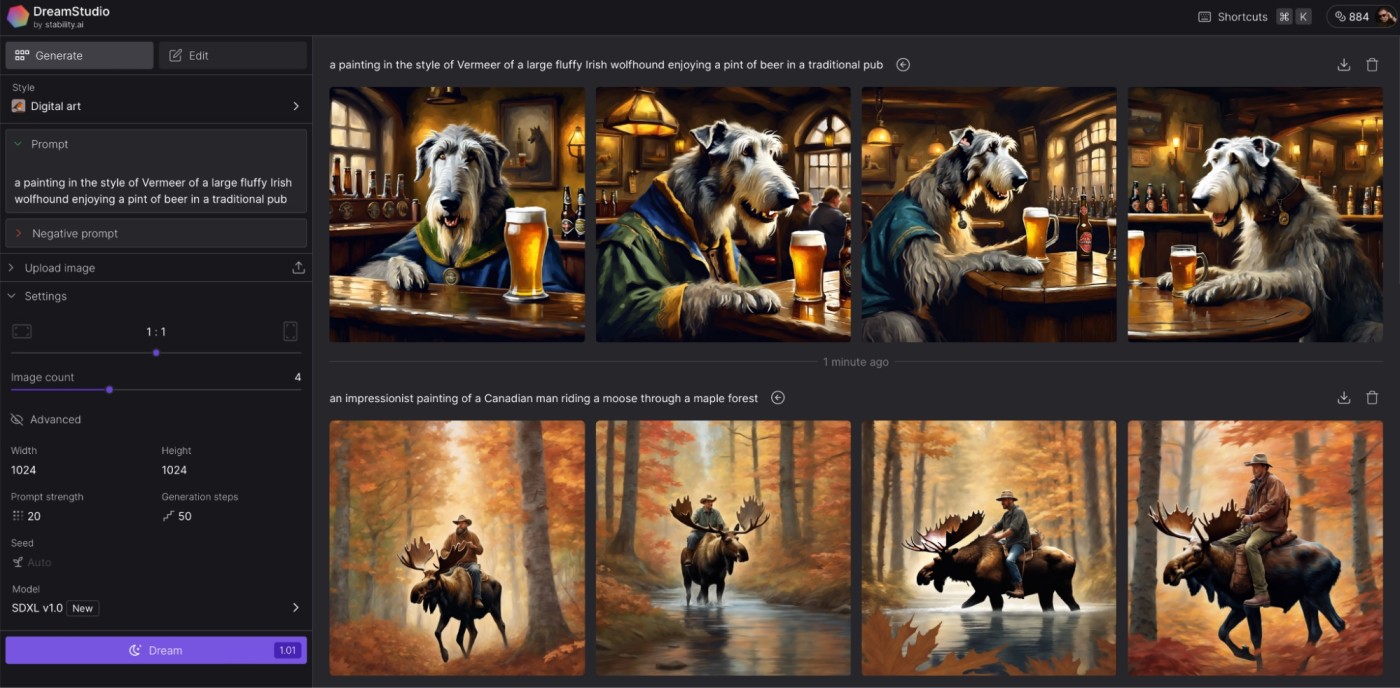 DreamStudio
by stability.ai
Shortcuts ⌘ K
884
Generate
Edit
Style
Digital art
Prompt
a painting in the style of Vermeer of a large fluffy Irish
wolfhound enjoying a pint of beer in a traditional pub
Negative prompt
Upload image
Settings
1 : 1
Image count 4
Advanced
Width Height
1024 1024
Prompt strength Generation steps
20 50
Seed
Auto
Model
SDXL v1.0 New
Dream 1.01
a painting in the style of Vermeer of a large fluffy Irish wolfhound enjoying a pint of beer in a traditional pub
1 minute ago
an impressionist painting of a Canadian man riding a moose through a maple forest